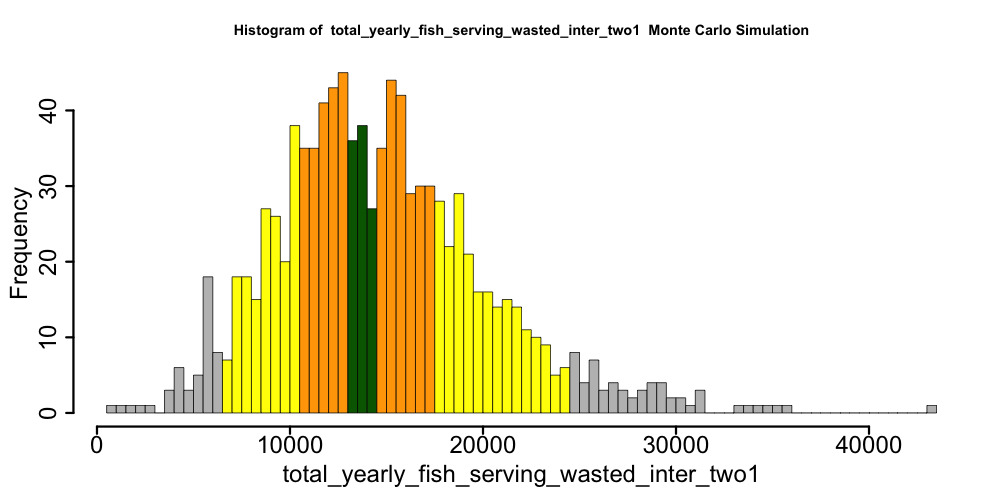 Histogram of total_yearly_fish_serving_wasted_inter_two1 Monte Carlo Simulation
Frequency
40
30
20
10
0
0 10000 20000 30000 40000
total_yearly_fish_serving_wasted_inter_two1